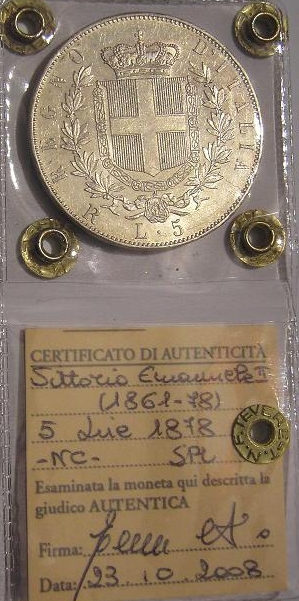 REGNO D'ITALIA
R L.5
CERTIFICATO DI AUTENTICITÀ
Vittorio Emanuele II
(1861-78)
5 Lire 1878
-NC- SPL
Esaminata la moneta qui descritta la
giudico AUTENTICA
Firma:
Data: 23.10.2008